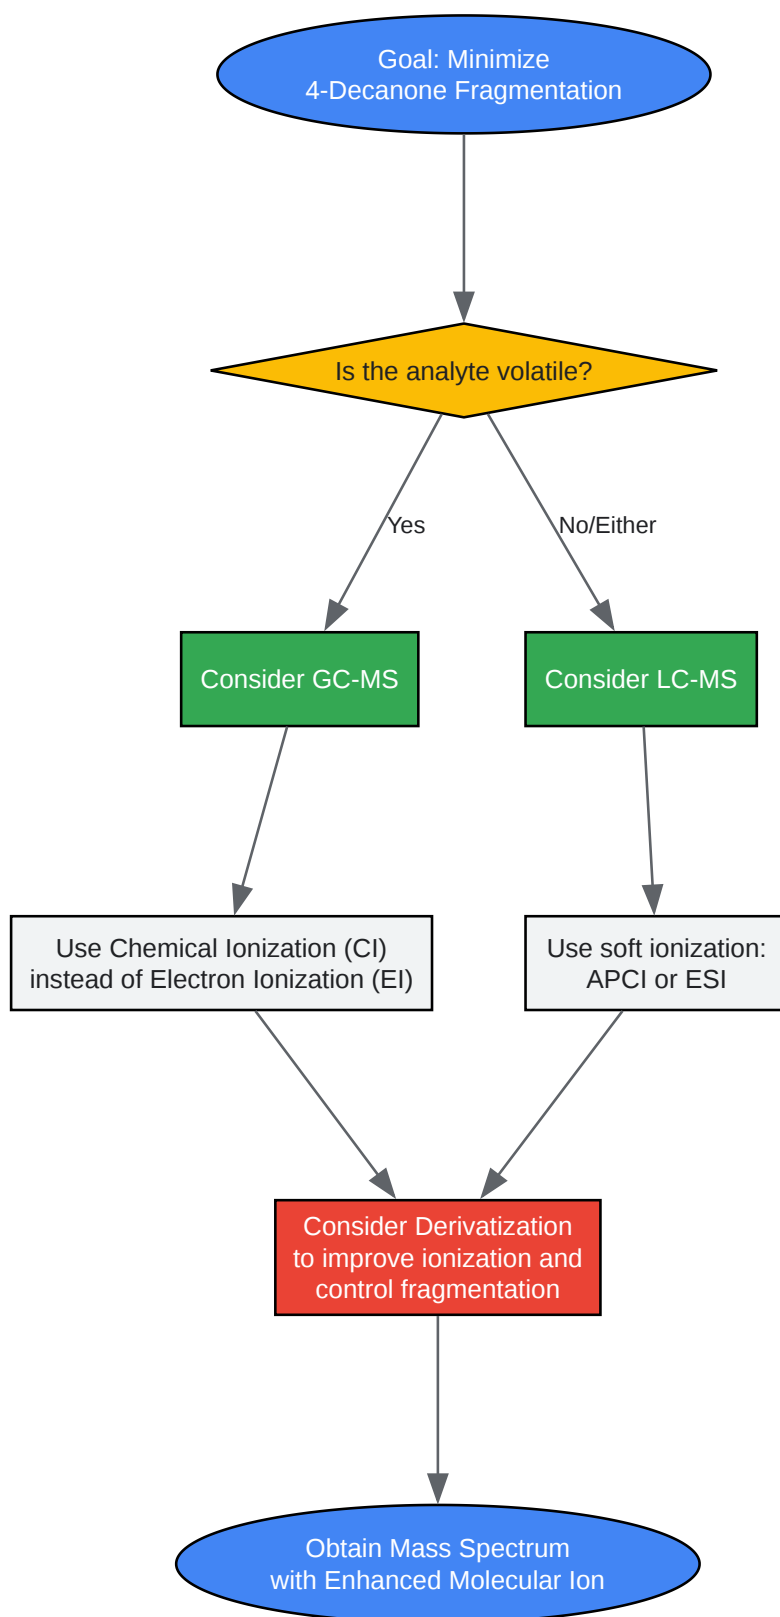 Goal: Minimize
4-Decanone Fragmentation
Is the analyte volatile?
Yes
No/Either
Consider GC-MS
Consider LC-MS
Use Chemical Ionization (CI)
instead of Electron Ionization (EI)
Use soft ionization:
APCI or ESI
Consider Derivatization
to improve ionization and
control fragmentation
Obtain Mass Spectrum
with Enhanced Molecular Ion